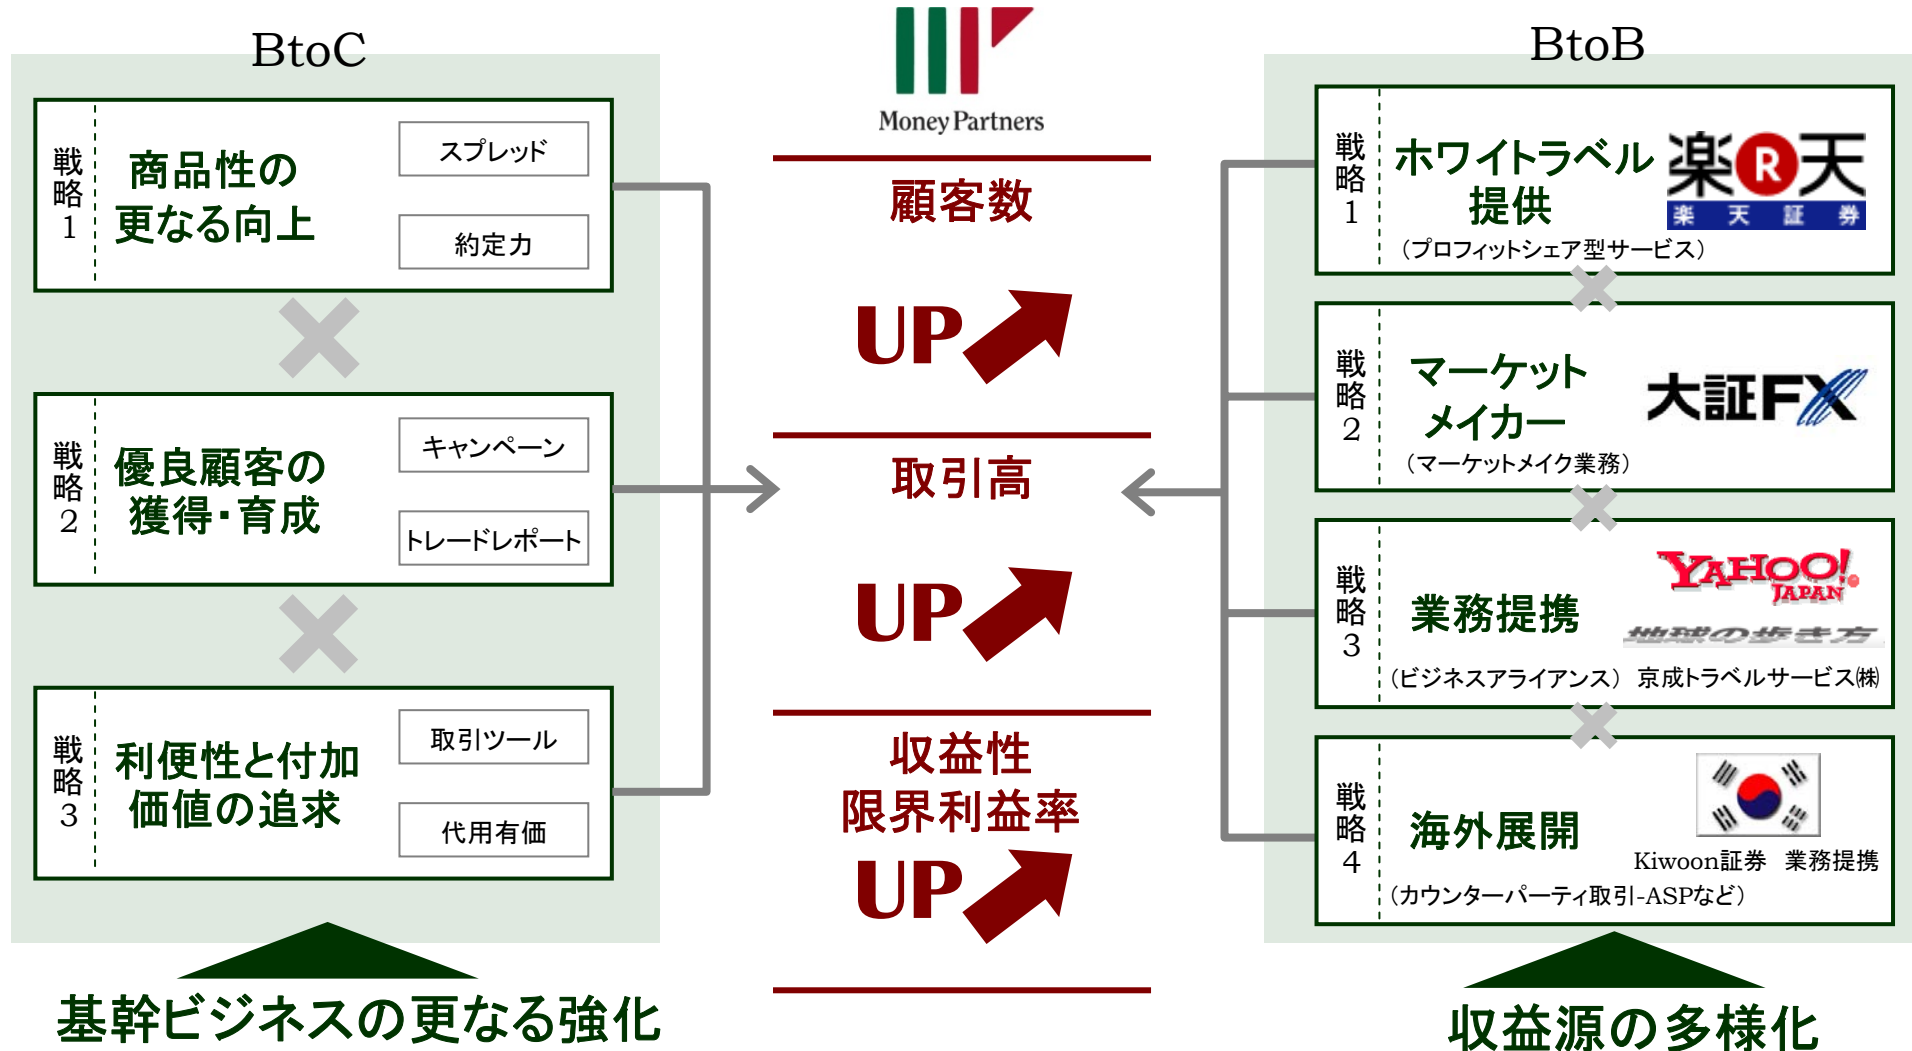 BtoC
戦略1
商品性の
更なる向上
スプレッド
約定力
戦略2
優良顧客の
獲得・育成
キャンペーン
トレードレポート
戦略3
利便性と付加
価値の追求
取引ツール
代用有価
基幹ビジネスの更なる強化
Money Partners
顧客数
UP
取引高
UP
収益性
限界利益率
UP
BtoB
戦略1
ホワイトラベル
提供
(プロフィットシェア型サービス)
楽R天
楽天証券
戦略2
マーケット
メイカー
(マーケットメイク業務)
大証FX
戦略3
業務提携
(ビジネスアライアンス)
YAHOO!
JAPAN
地球の歩き方
京成トラベルサービス㈱
戦略4
海外展開
Kiwoon証券 業務提携
(カウンターパーティ取引-ASPなど)
収益源の多様化